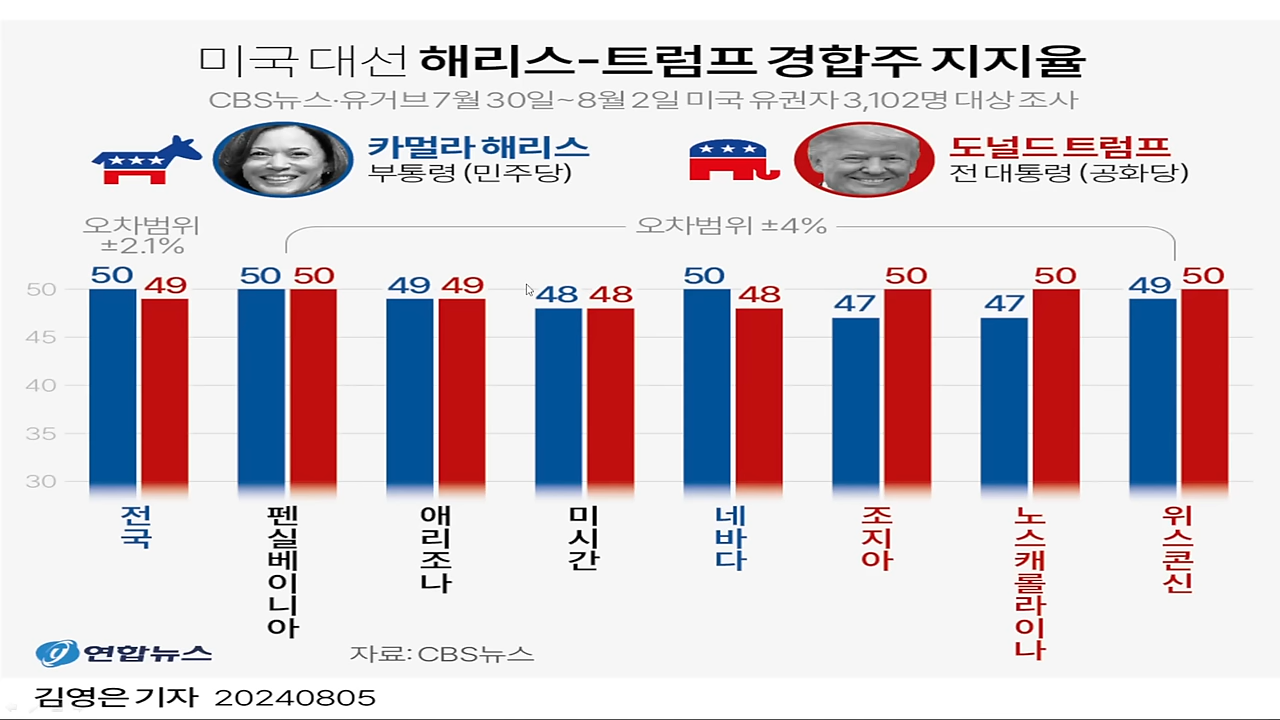 미국 대선 해리스-트럼프 경합주 지지율
CBS뉴스·유거브 7월 30일~8월 2일 미국 유권자 3,102명 대상 조사
카멀라 해리스
부통령 (민주당)
도널드 트럼프
전 대통령 (공화당)
오차범위
±2.1%
오차범위 ±4%
50 49 50 50 49 49 48 48 50 48 47 50 47 50 49 50
50
45
40
35
30
전국
펜실베이니아
애리조나
미시간
네바다
조지아
노스캐롤라이나
위스콘신
연합뉴스
자료: CBS뉴스
김영은 기자 20240805